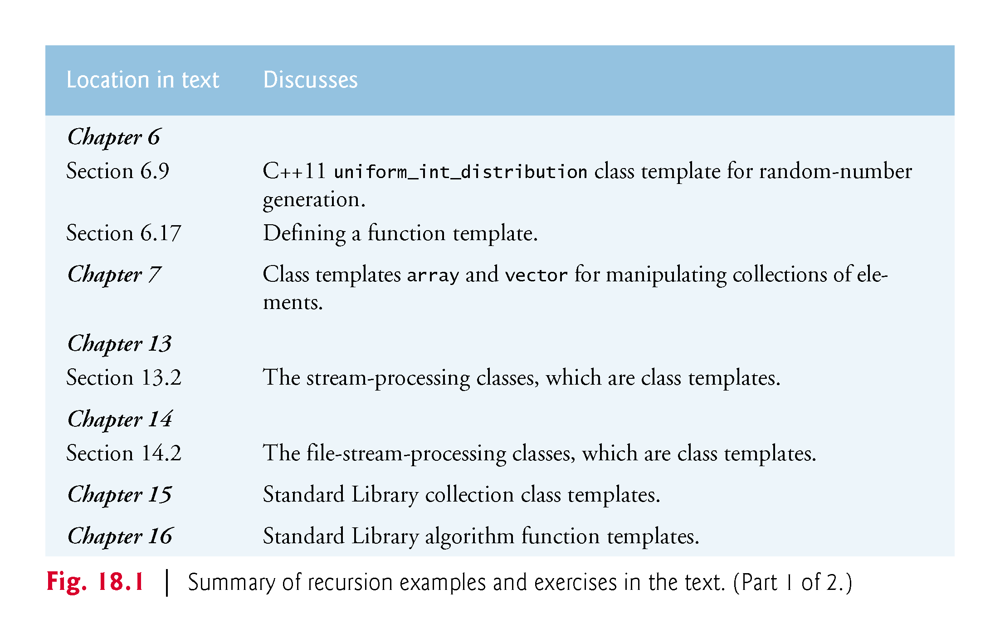 Location in text Discusses
Chapter 6
Section 6.9 C++11 uniform_int_distribution class template for random-number
generation.
Section 6.17 Defining a function template.
Chapter 7 Class templates array and vector for manipulating collections of ele-
ments.
Chapter 13
Section 13.2 The stream-processing classes, which are class templates.
Chapter 14
Section 14.2 The file-stream-processing classes, which are class templates.
Chapter 15 Standard Library collection class templates.
Chapter 16 Standard Library algorithm function templates.
Fig. 18.1 | Summary of recursion examples and exercises in the text. (Part 1 of 2.)